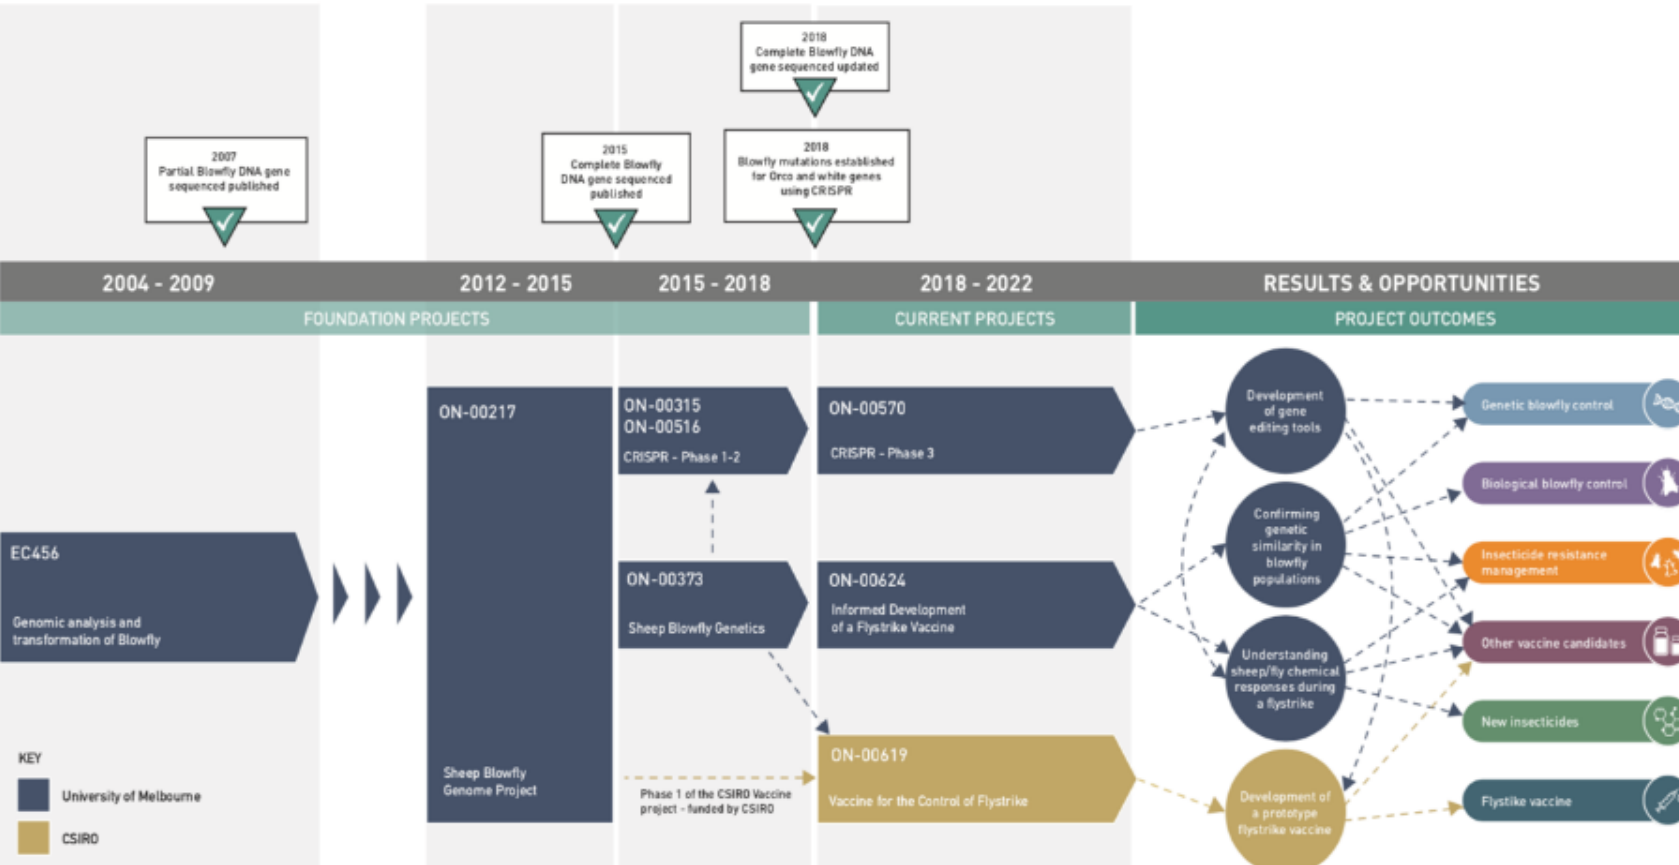 2018
Complete Blowfly DNA
gene sequenced updated
2007
Partial Blowfly DNA gene
sequenced published
2015
Complete Blowfly
DNA gene sequenced
published
2018
Blowfly mutations established
for Orco and white genes
using CRISPR
2004 - 2009
2012 - 2015
2015 - 2018
2018 - 2022
RESULTS & OPPORTUNITIES
FOUNDATION PROJECTS
CURRENT PROJECTS
PROJECT OUTCOMES
EC456
Genomic analysis and
transformation of Blowfly
ON-00217
Sheep Blowfly
Genome Project
ON-00315
ON-00516
CRISPR - Phase 1-2
ON-00373
Sheep Blowfly Genetics
Phase 1 of the CSIRO Vaccine
project - funded by CSIRO
ON-00570
CRISPR - Phase 3
ON-00624
Informed Development
of a Flystrike Vaccine
ON-00619
Vaccine for the Control of Flystrike
Development
of gene
editing tools
Confirming
genetic
similarity in
blowfly
populations
Understanding
sheep/fly chemical
responses during
a flystrike
Development of
a prototype
flystrike vaccine
Genetic blowfly control
Biological blowfly control
Insecticide resistance
management
Other vaccine candidates
New insecticides
Flystike vaccine
KEY
University of Melbourne
CSIRO